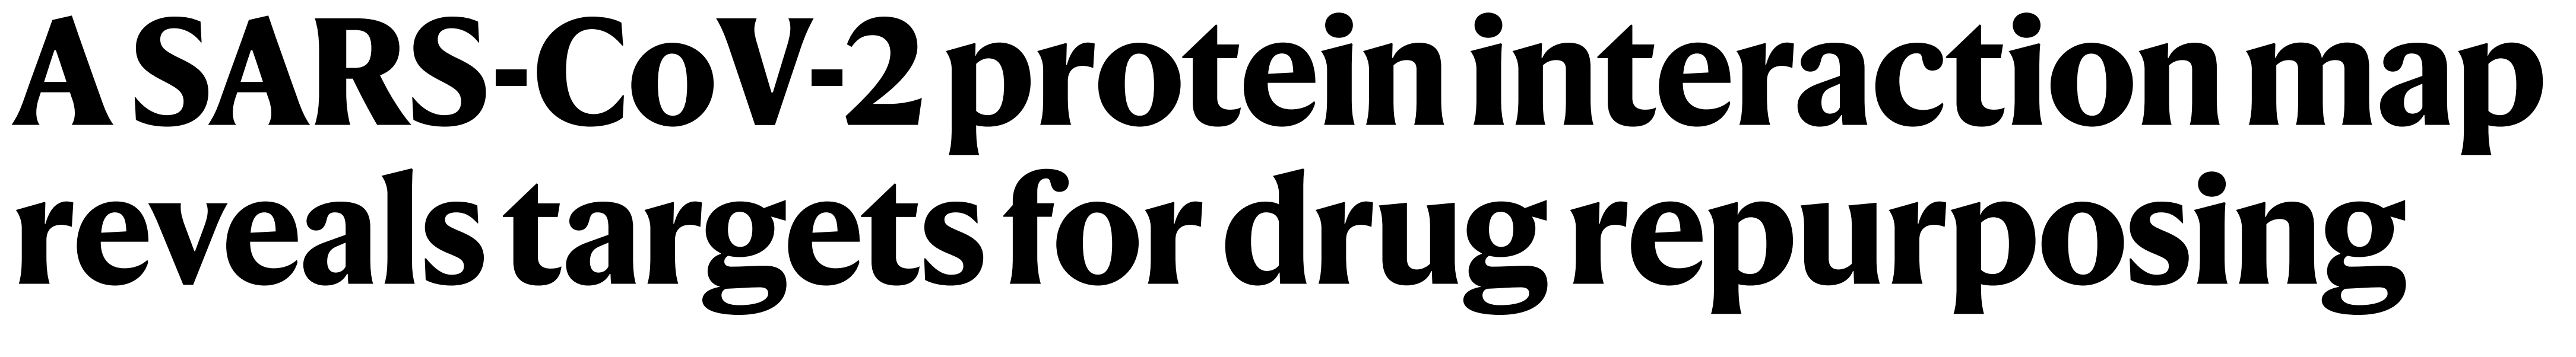 A SARS-CoV-2 protein interaction map
reveals targets for drug repurposing